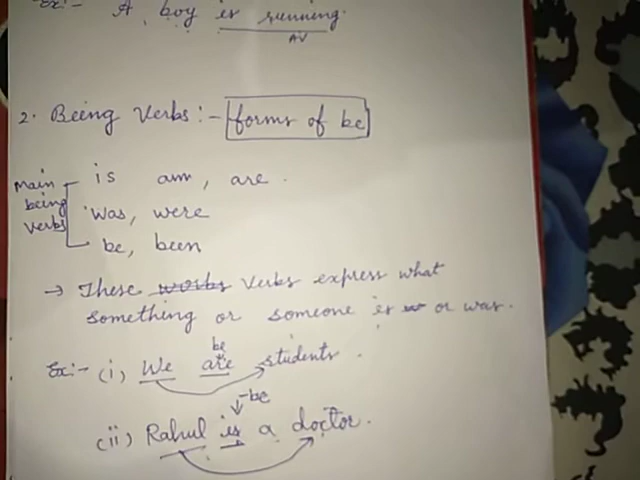 Ex:- A boy is running.
AV
2. Being Verbs:- forms of be
Main being verbs
is am, are.
was, were
be, been
→ These works verbs express what
something or someone is or was.
be
Ex:- (i) We are students.
-be
(ii) Rahul is a doctor.